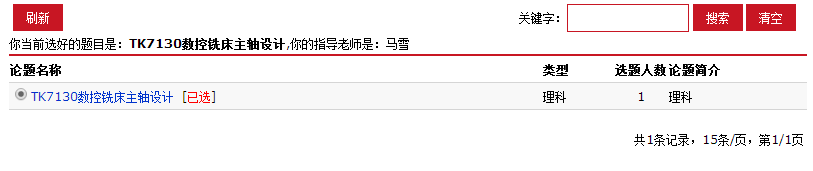 刷新 关键字： 搜索 清空
你当前选好的题目是：TK7130数控铣床主轴设计,你的指导老师是：马雪
论题名称 类型 选题人数 论题简介
TK7130数控铣床主轴设计 [已选] 理科 1 理科
共1条记录，15条/页，第1/1页